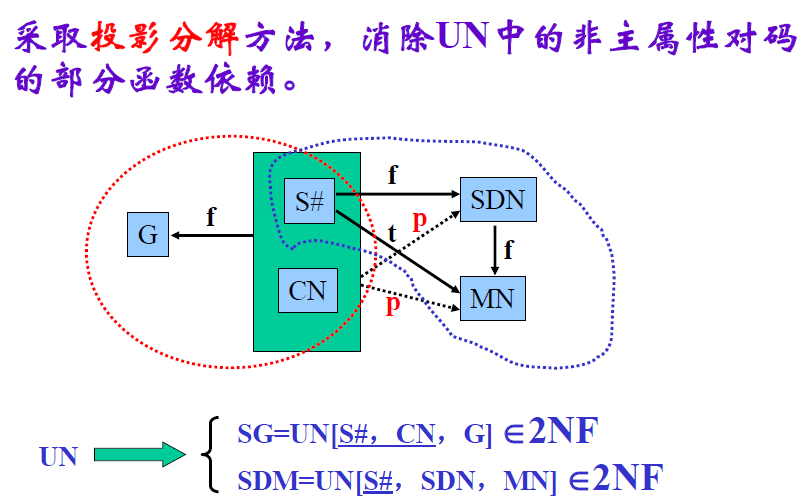 采取投影分解方法，消除UN中的非主属性对码
的部分函数依赖。
f
S#
SDN
f
p
G
t
f
CN
MN
p
SG=UN[S#，CN，G] ∈2NF
UN
SDM=UN[S#，SDN，MN] ∈2NF